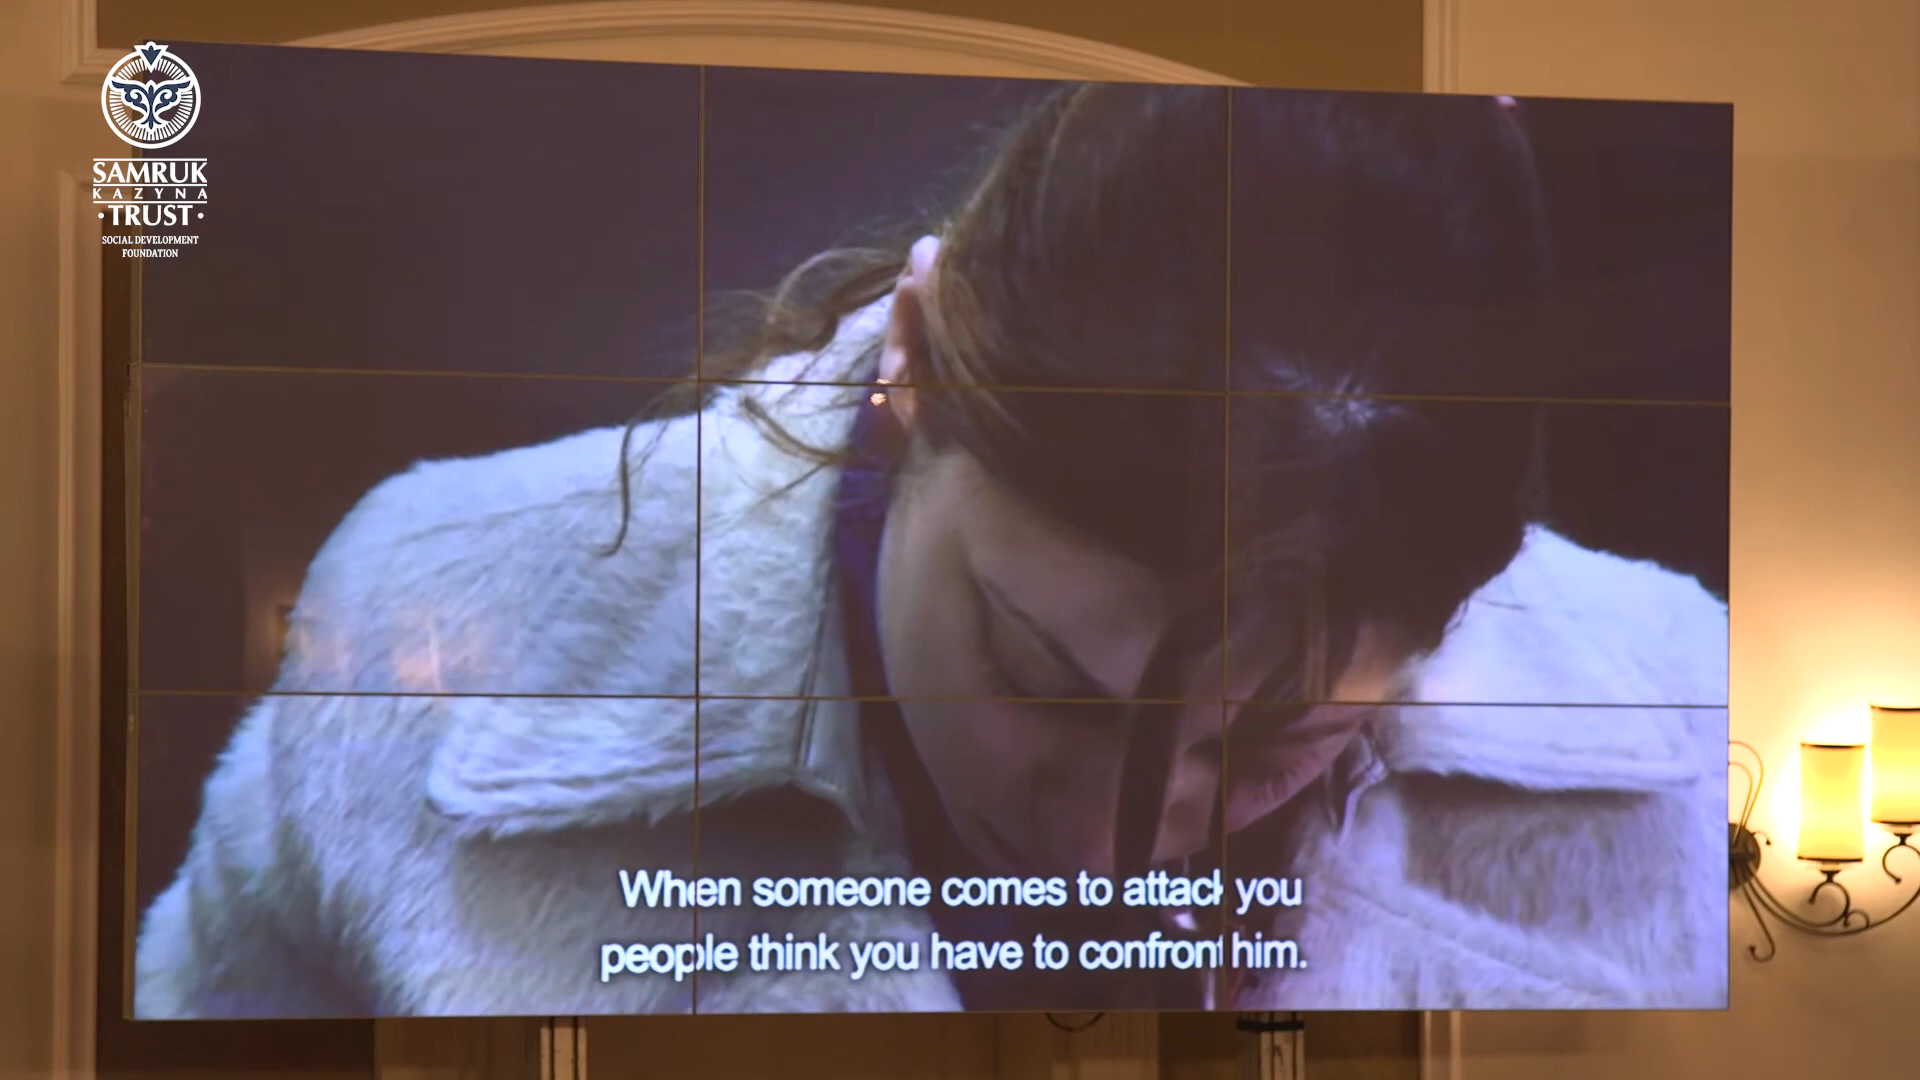 SAMRUK
KAZYNA
•TRUST•
SOCIAL DEVELOPMENT
FOUNDATION
When someone comes to attack you
people think you have to confront him.